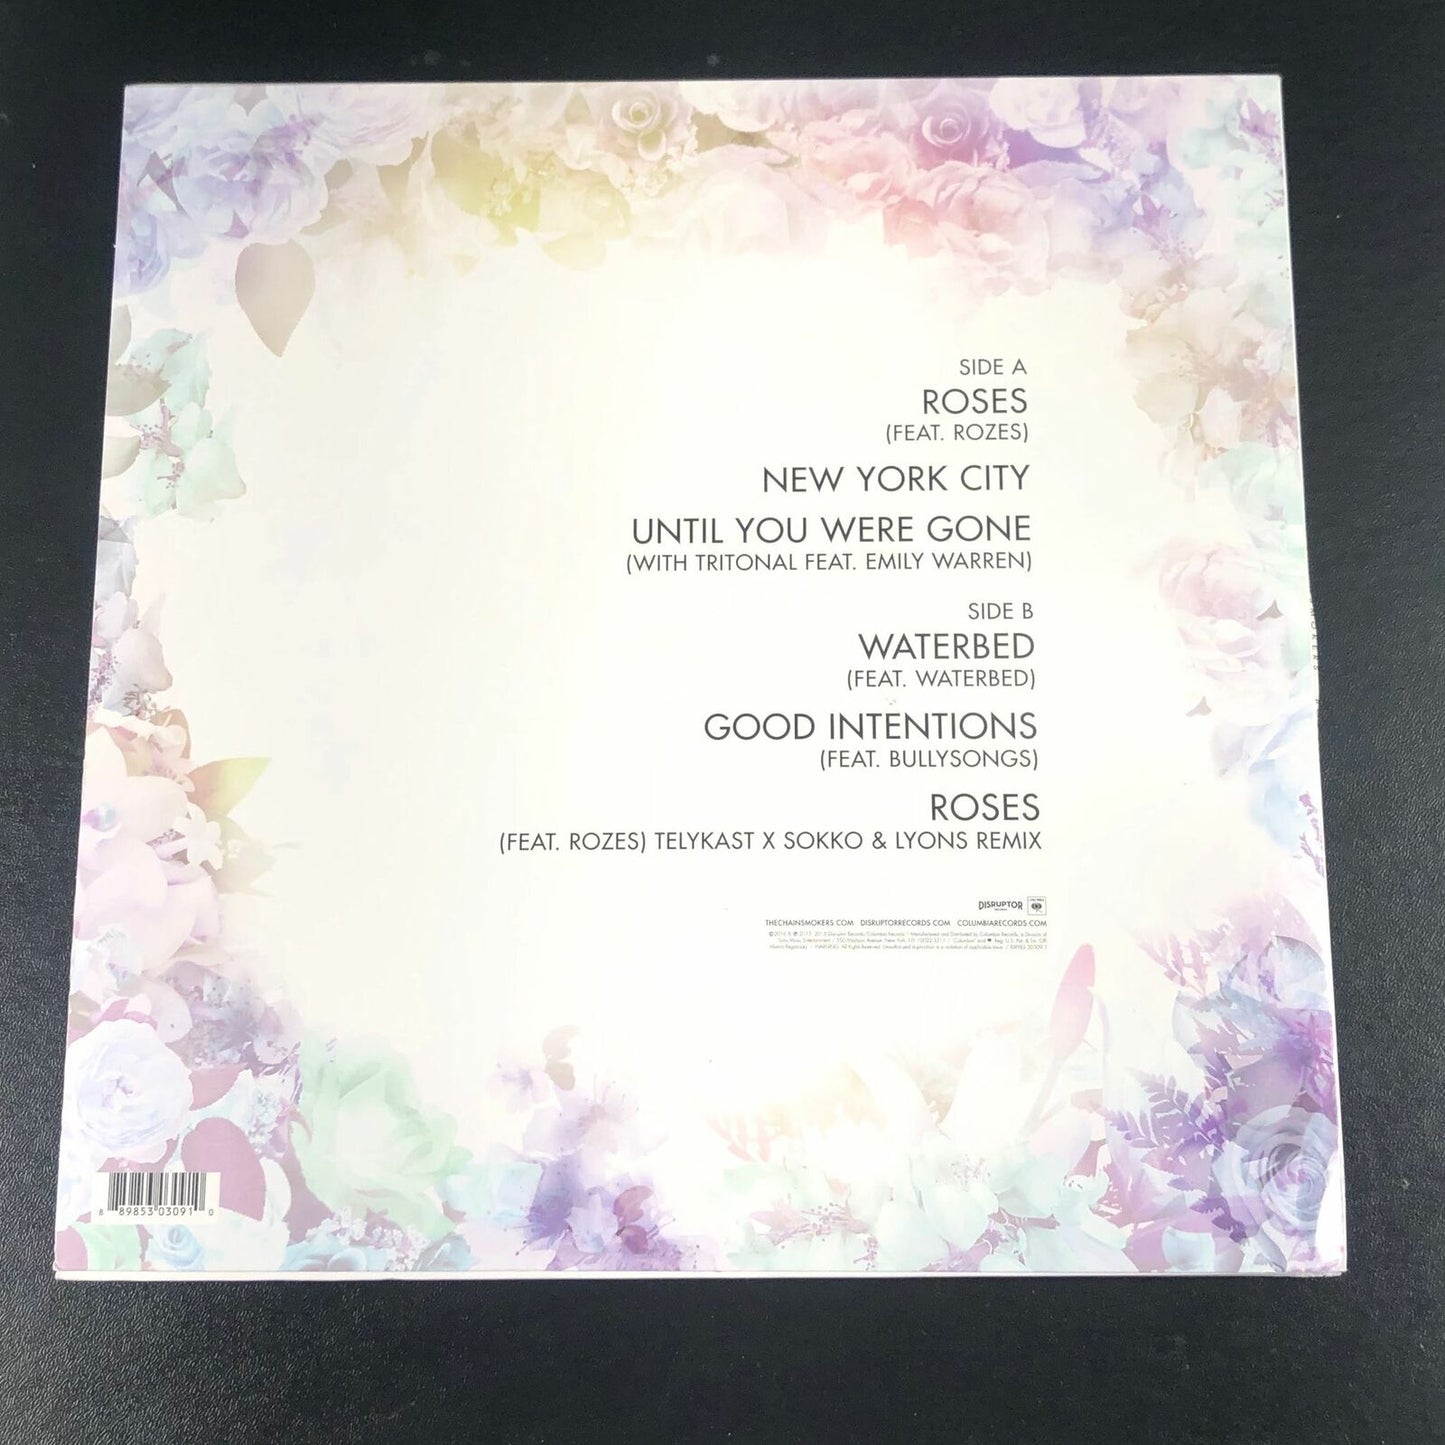 SIDE A
ROSES
(FEAT. ROZES)
NEW YORK CITY
UNTIL YOU WERE GONE
(WITH TRITONAL FEAT. EMILY WARREN)
SIDE B
WATERBED
(FEAT. WATERBED)
GOOD INTENTIONS
(FEAT. BULLYSONGS)
ROSES
(FEAT. ROZES) TELYKAST X SOKKO & LYONS REMIX
DISRUPTOR
THECHAINSMOKERS.COM DISRUPTORRECORDS.COM COLUMBIARECORDS.COM
8 89853 03091 0